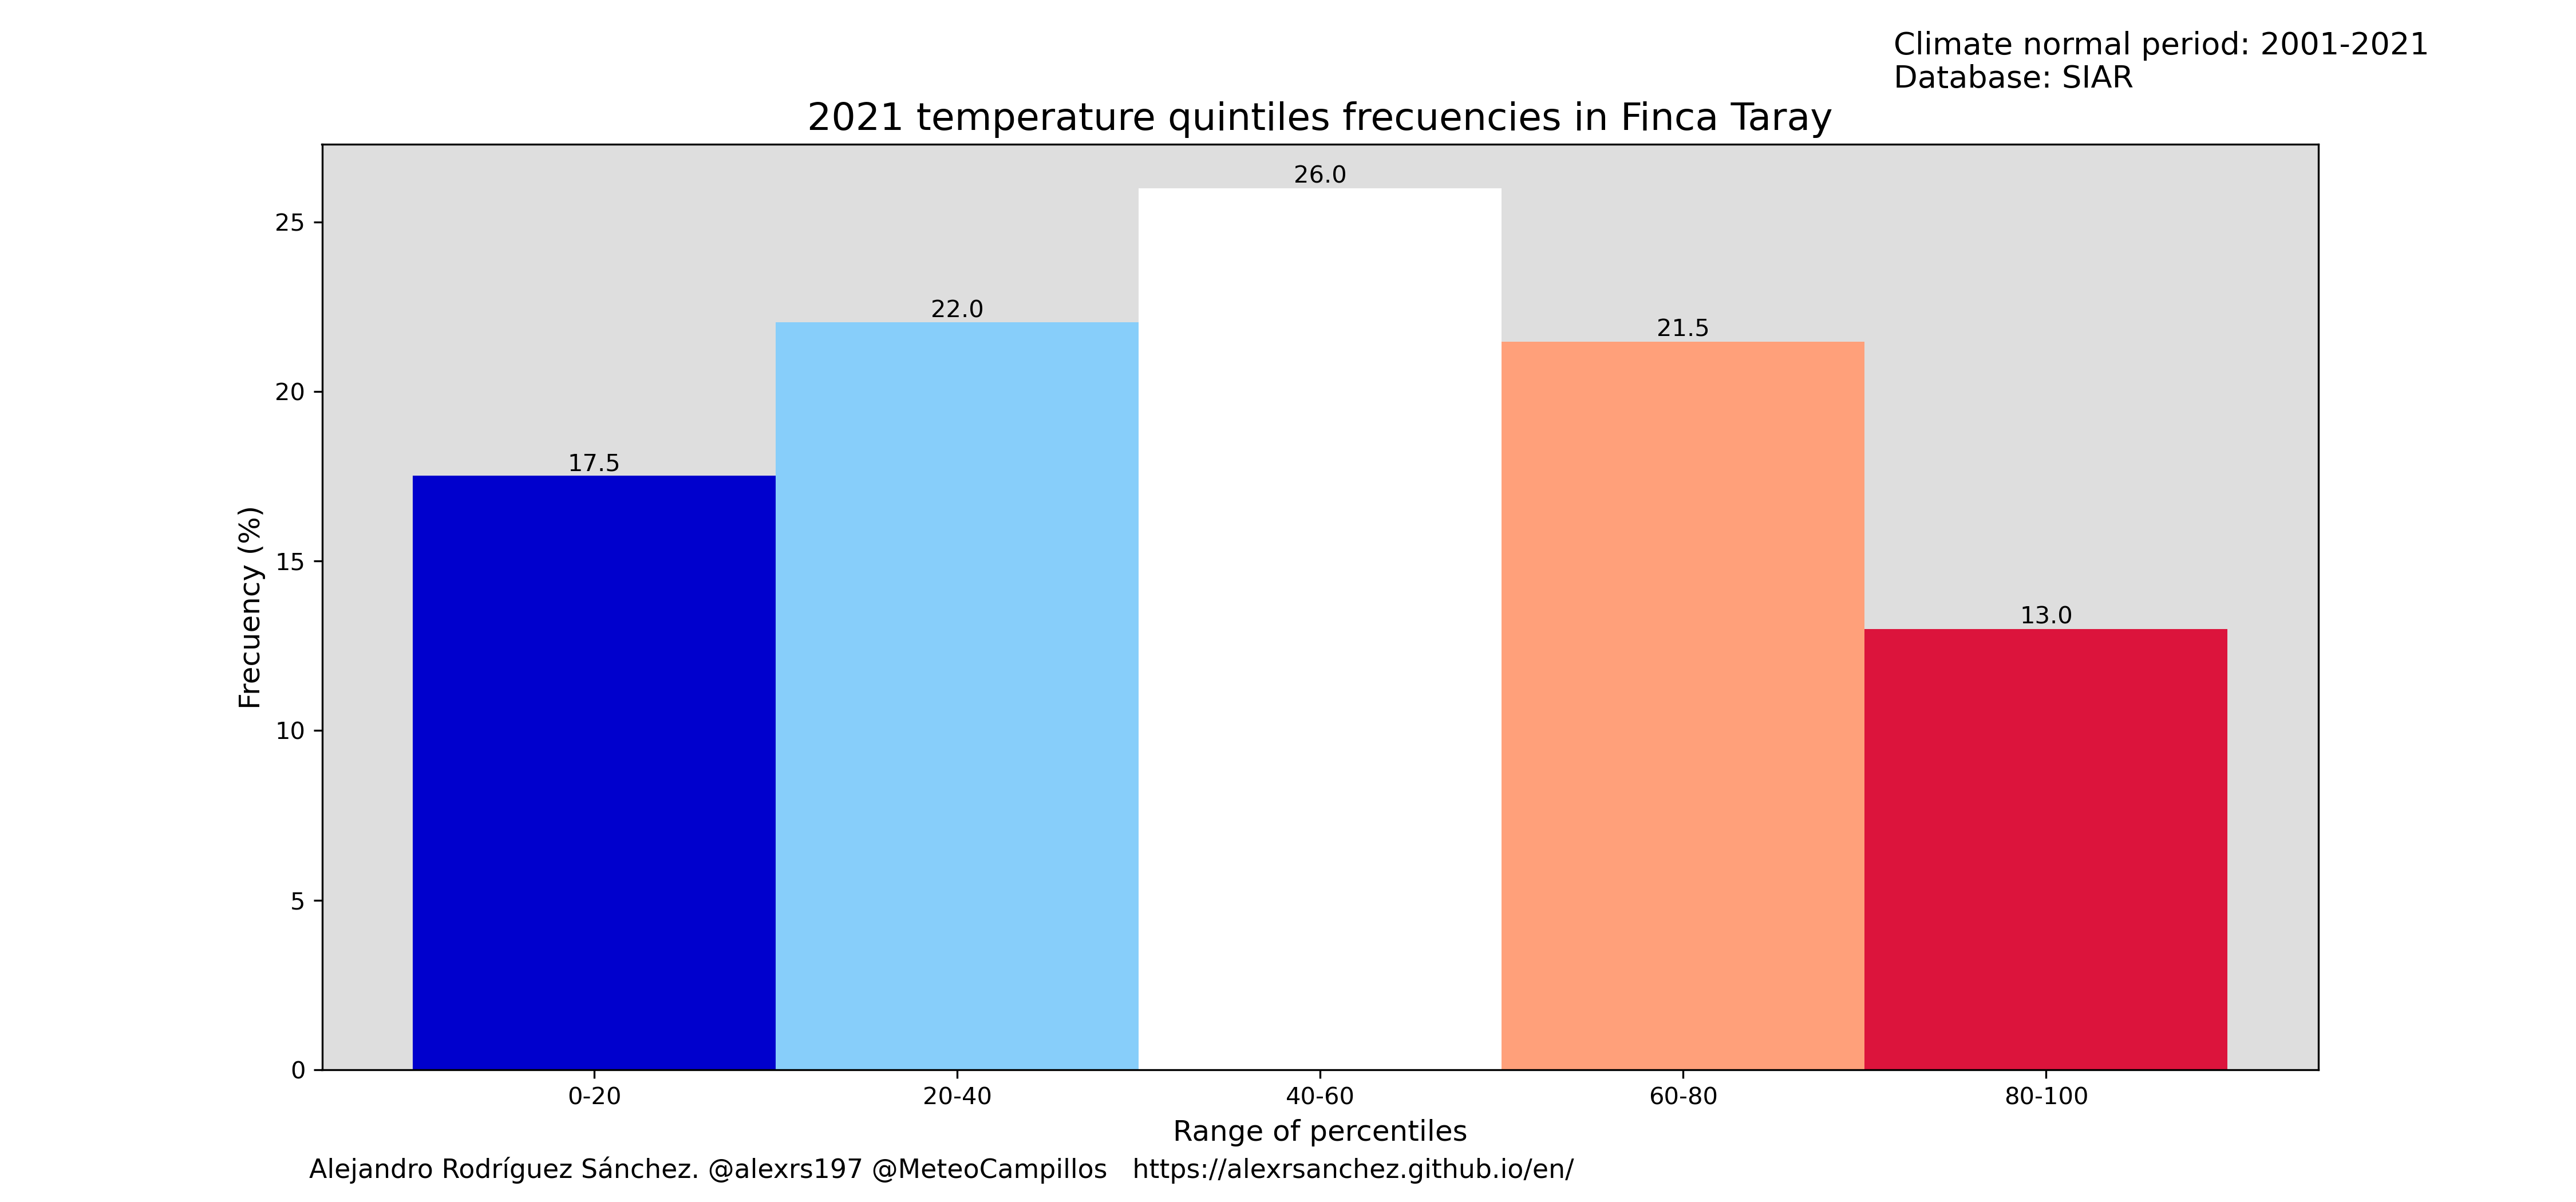 Climate normal period: 2001-2021
Database: SIAR
2021 temperature quintiles frecuencies in Finca Taray
26.0
25
22.0
21.5
20
17.5
Frecuency (%)
15
13.0
10
5
0
0-20 20-40 40-60 60-80 80-100
Range of percentiles
Alejandro Rodríguez Sánchez. @alexrs197 @MeteoCampillos https://alexrsanchez.github.io/en/